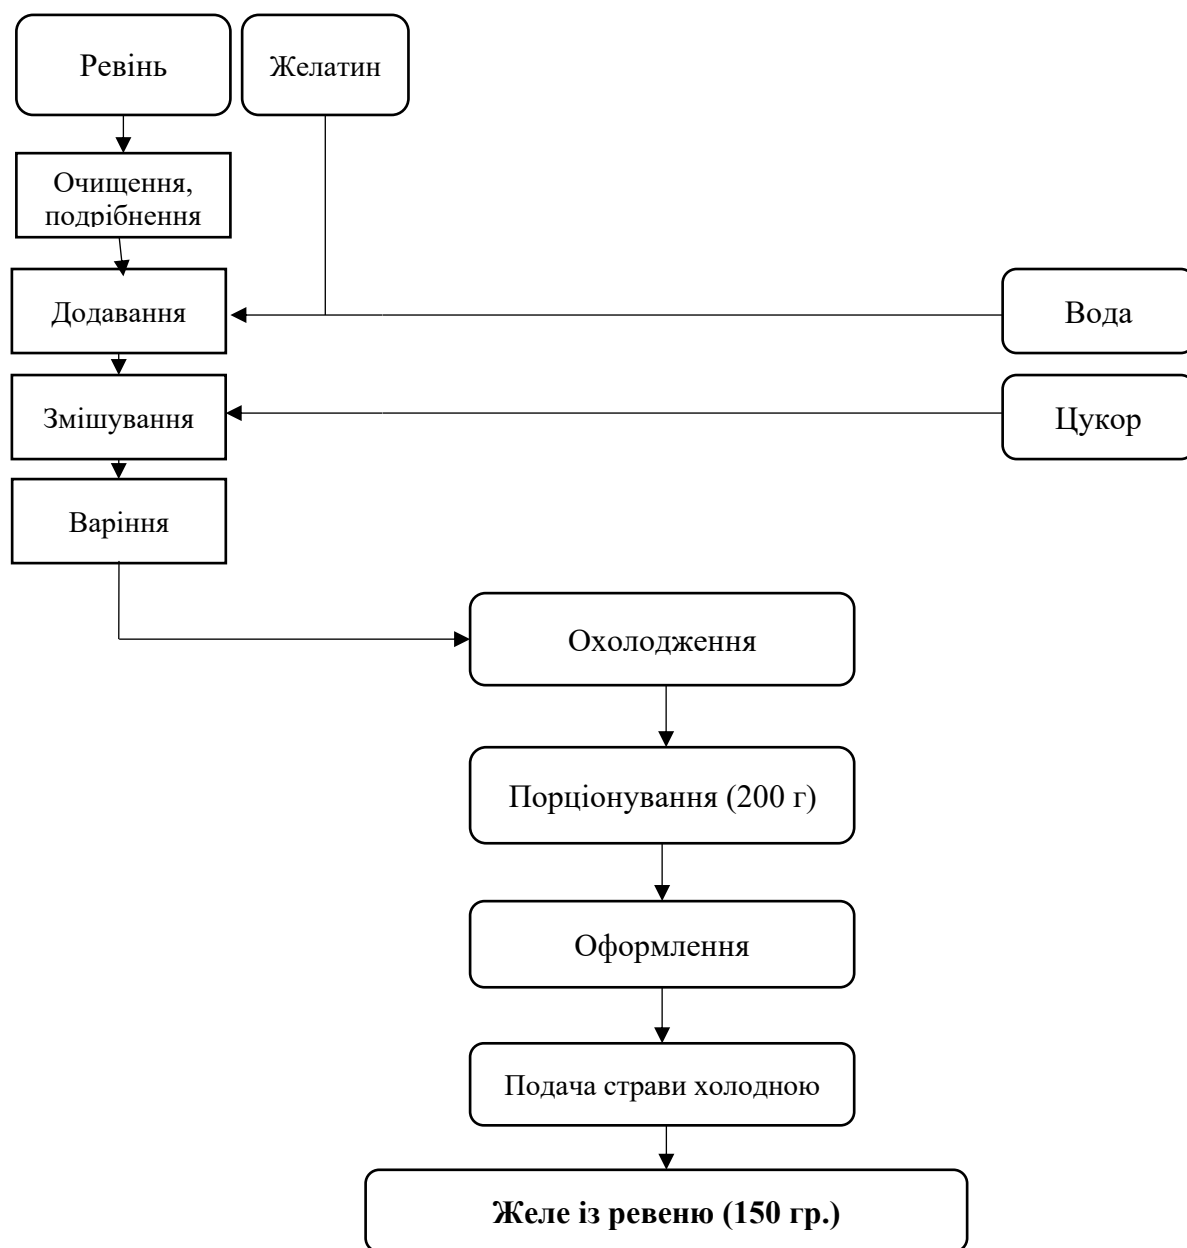 Ревінь
Желатин
Очищення,
подрібнення
Додавання
Вода
Змішування
Цукор
Варіння
Охолодження
Порціонування (200 г)
Оформлення
Подача страви холодною
Желе із ревеню (150 гр.)